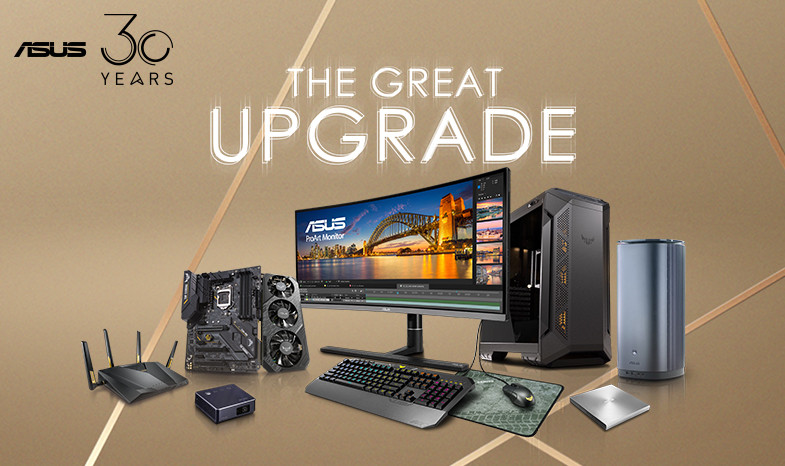 ASUS
30
YEARS
THE GREAT
UPGRADE
ASUS
ProArt Monitor